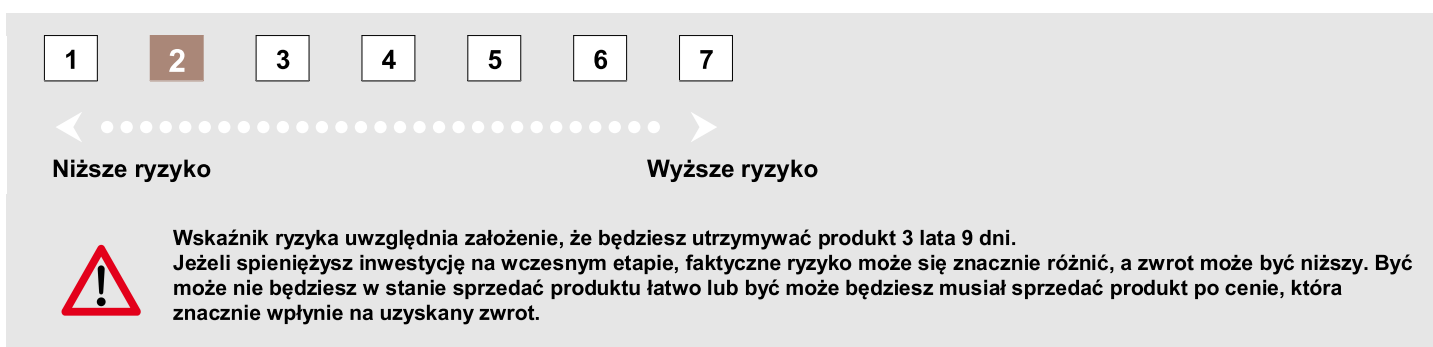 1 2 3 4 5 6 7
Niższe ryzyko Wyższe ryzyko
Wskaźnik ryzyka uwzględnia założenie, że będziesz utrzymywać produkt 3 lata 9 dni.
Jeżeli spieniężysz inwestycję na wczesnym etapie, faktyczne ryzyko może się znacznie różnić, a zwrot może być niższy. Być
może nie będziesz w stanie sprzedać produktu łatwo lub być może będziesz musiał sprzedać produkt po cenie, która
znacznie wpłynie na uzyskany zwrot.